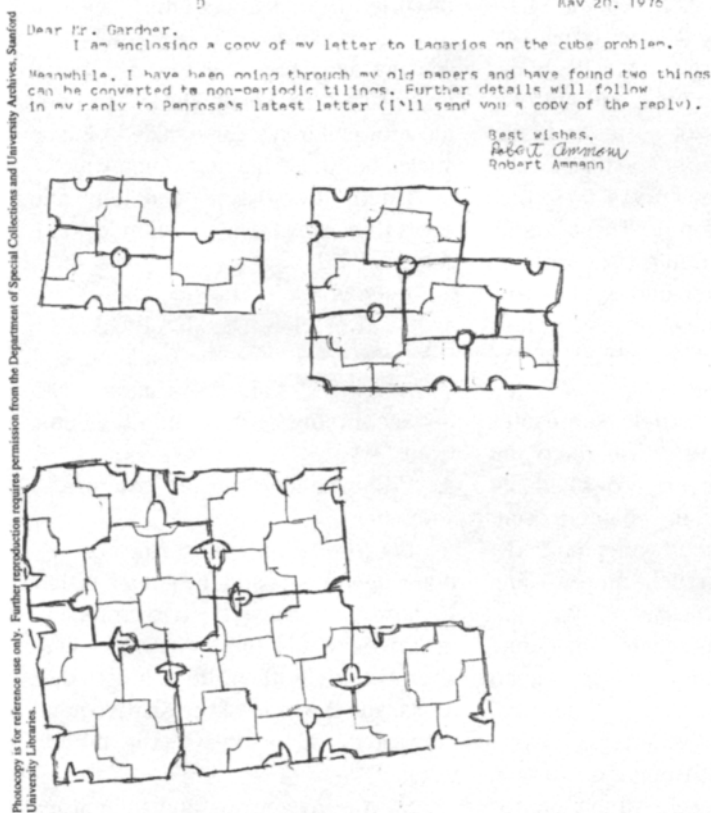 May 20, 1976
Dear Mr. Gardner.
I am enclosing a copy of my letter to Lagarios on the cube problem.
Meanwhile. I have been going through my old papers and have found two things
can be converted to non-periodic tilings. Further details will follow
in my reply to Penrose's latest letter (I'll send you a copy of the reply).
Best wishes.
Robert Ammann
Robert Ammann
Photocopy is for reference use only. Further reproduction requires permission from the Department of Special Collections and University Archives, Stanford
University Libraries.